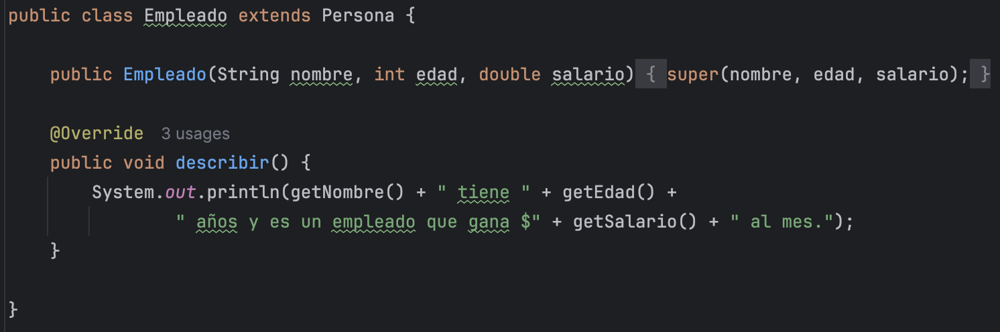 public class Empleado extends Persona {
public Empleado(String nombre, int edad, double salario) { super(nombre, edad, salario); }
@Override 3 usages
public void describir() {
System.out.println(getNombre() + " tiene " + getEdad() +
" años y es un empleado que gana $" + getSalario() + " al mes.");
}
}